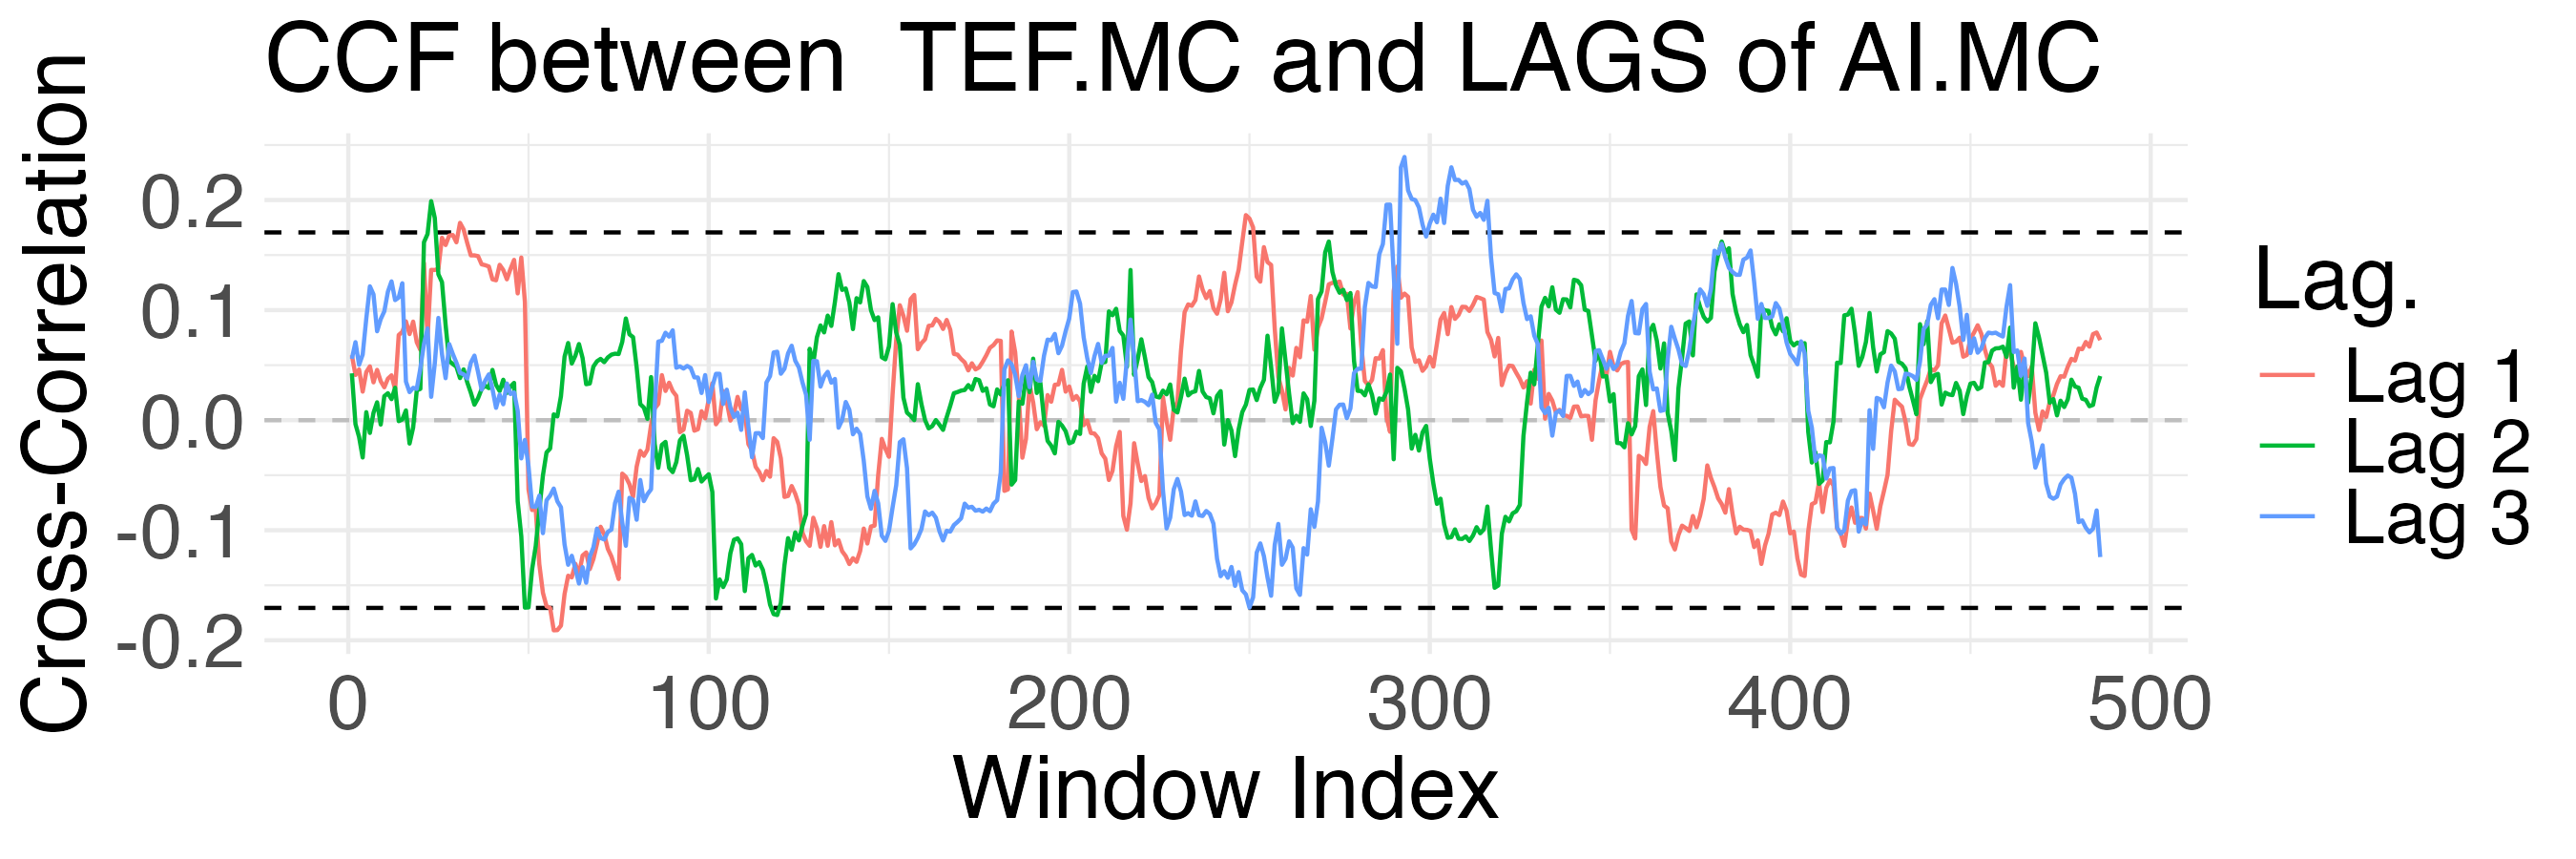 CCF between  TEF.MC and LAGS of AI.MC
Cross-Correlation
0.2
0.1
0.0
-0.1
-0.2
0 100 200 300 400 500
Window Index
Lag.
Lag 1
Lag 2
Lag 3